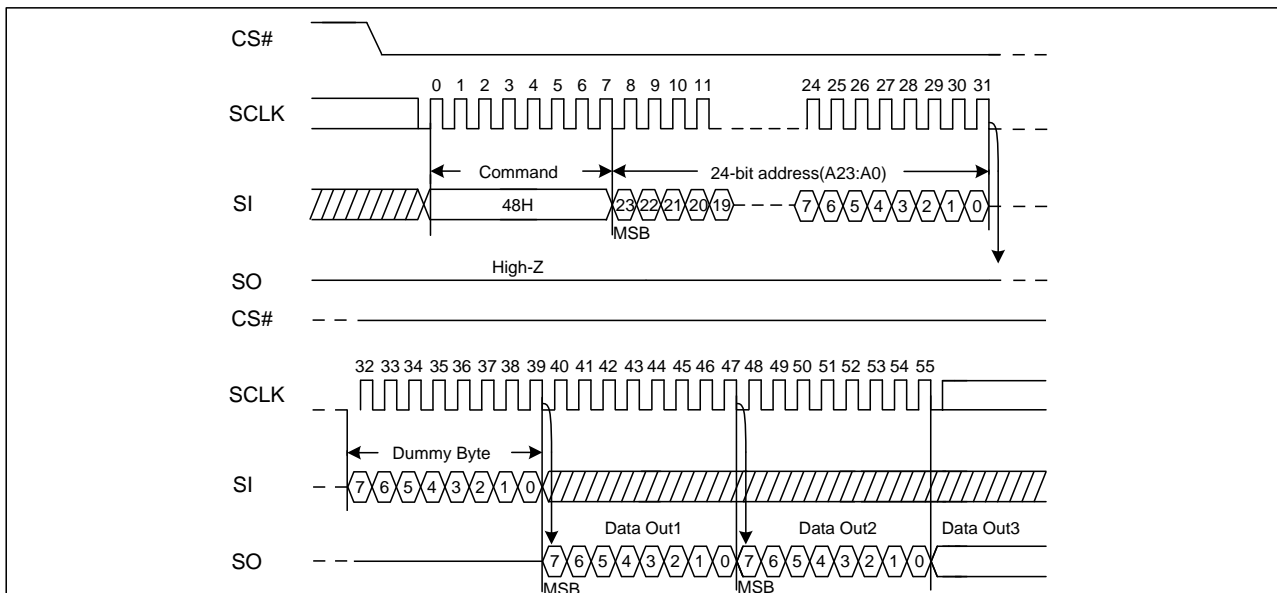 CS#
0 1 2 3 4 5 6 7 8 9 10 11 24 25 26 27 28 29 30 31
SCLK
Command 24-bit address(A23:A0)
SI 48H 23 22 21 20 19 7 6 5 4 3 2 1 0
MSB
High-Z
SO
CS#
32 33 34 35 36 37 38 39 40 41 42 43 44 45 46 47 48 49 50 51 52 53 54 55
SCLK
Dummy Byte
SI 7 6 5 4 3 2 1 0
Data Out1 Data Out2 Data Out3
SO 7 6 5 4 3 2 1 0 7 6 5 4 3 2 1 0
MSB MSB